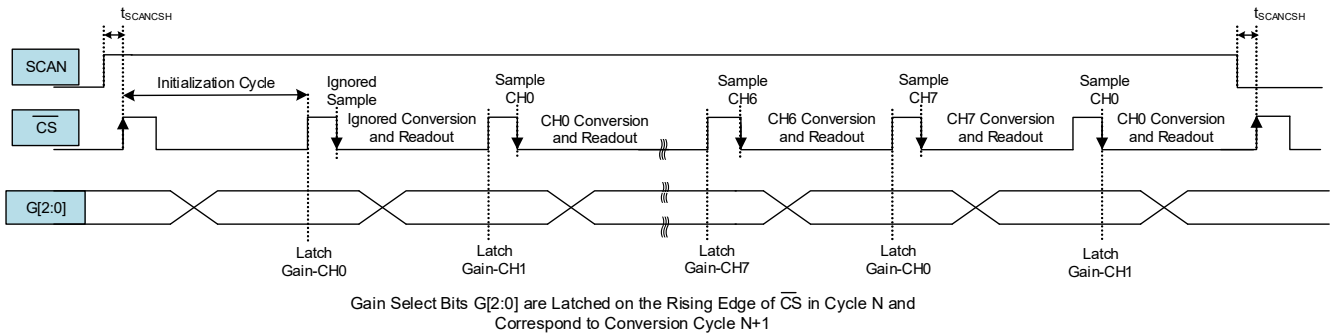 tSCANCSH
tSCANCSH
SCAN
Initialization Cycle
Ignored
Sample
Sample
CH0
Sample
CH6
Sample
CH7
Sample
CH0
CS
Ignored Conversion
and Readout
CH0 Conversion
and Readout
CH6 Conversion
and Readout
CH7 Conversion
and Readout
CH0 Conversion
and Readout
G[2:0]
Latch
Gain-CH0
Latch
Gain-CH1
Latch
Gain-CH7
Latch
Gain-CH0
Latch
Gain-CH1
Gain Select Bits G[2:0] are Latched on the Rising Edge of CS in Cycle N and
Correspond to Conversion Cycle N+1